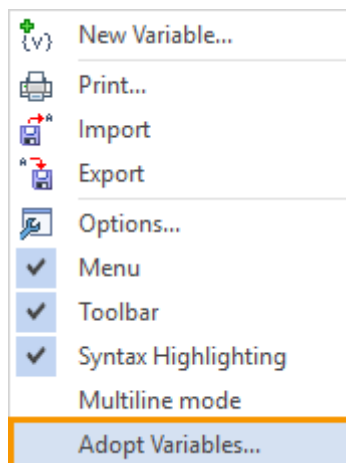 {v} New Variable...
Print...
A Import
A Export
Options...
Menu
Toolbar
Syntax Highlighting
Multiline mode
Adopt Variables...